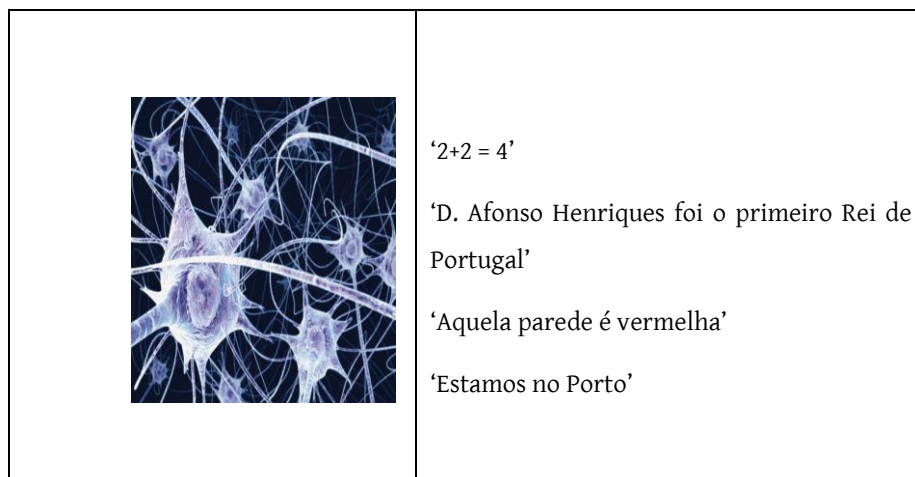 ‘2+2 = 4’
‘D. Afonso Henriques foi o primeiro Rei de
Portugal’
‘Aquela parede é vermelha’
‘Estamos no Porto’